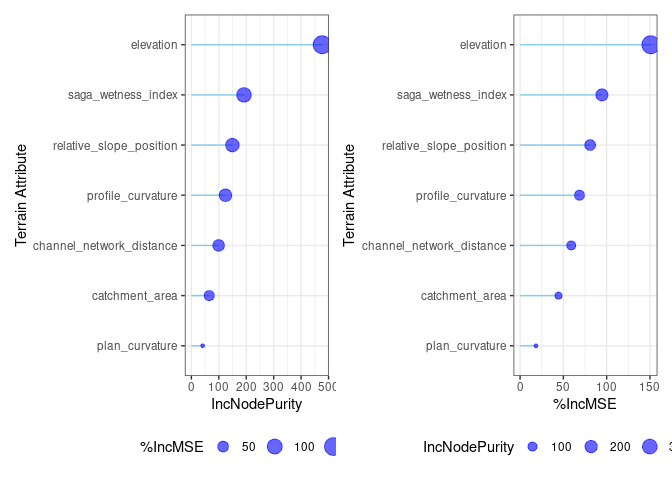 Terrain Attribute
elevation
saga_wetness_index
relative_slope_position
profile_curvature
channel_network_distance
catchment_area
plan_curvature
0 100 200 300 400 500
IncNodePurity
%IncMSE 50 100
Terrain Attribute
elevation
saga_wetness_index
relative_slope_position
profile_curvature
channel_network_distance
catchment_area
plan_curvature
0 50 100 150
%IncMSE
IncNodePurity 100 200